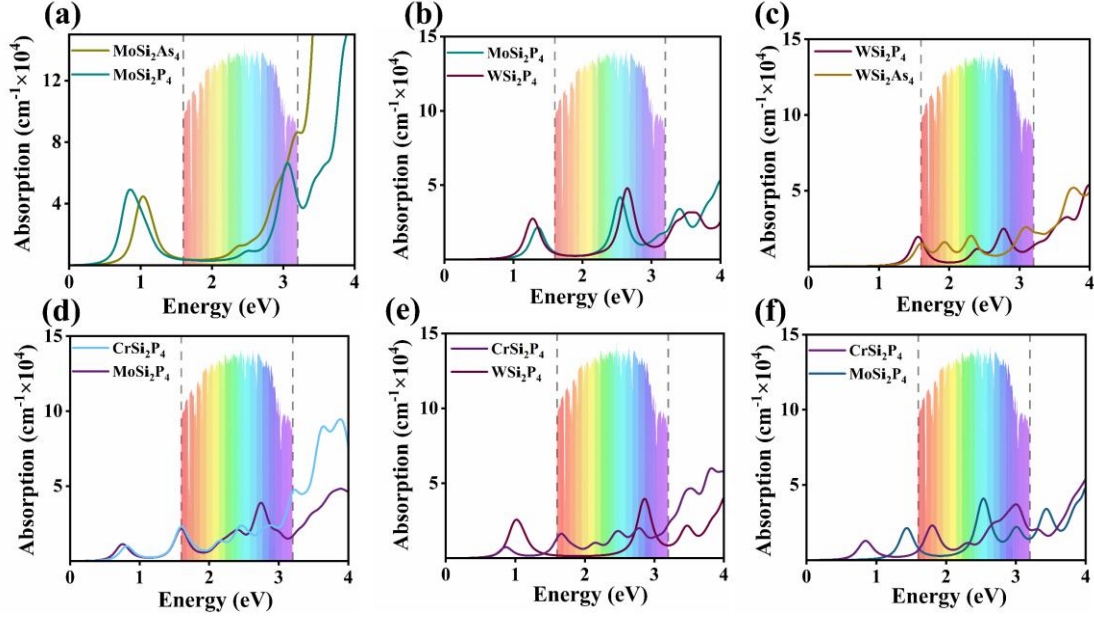 (a)
MoSi₂As₄
MoSi₂P₄
Absorption (cm⁻¹×10⁴)
12
8
4
0 1 2 3 4
Energy (eV)
(b)
MoSi₂P₄
WSi₂P₄
Absorption (cm⁻¹×10⁴)
15
10
5
0 1 2 3 4
Energy (eV)
(c)
WSi₂P₄
WSi₂As₄
Absorption (cm⁻¹×10⁴)
15
10
5
0 1 2 3 4
Energy (eV)
(d)
CrSi₂P₄
MoSi₂P₄
Absorption (cm⁻¹×10⁴)
15
10
5
0 1 2 3 4
Energy (eV)
(e)
CrSi₂P₄
WSi₂P₄
Absorption (cm⁻¹×10⁴)
15
10
5
0 1 2 3 4
Energy (eV)
(f)
CrSi₂P₄
MoSi₂P₄
Absorption (cm⁻¹×10⁴)
15
10
5
0 1 2 3 4
Energy (eV)